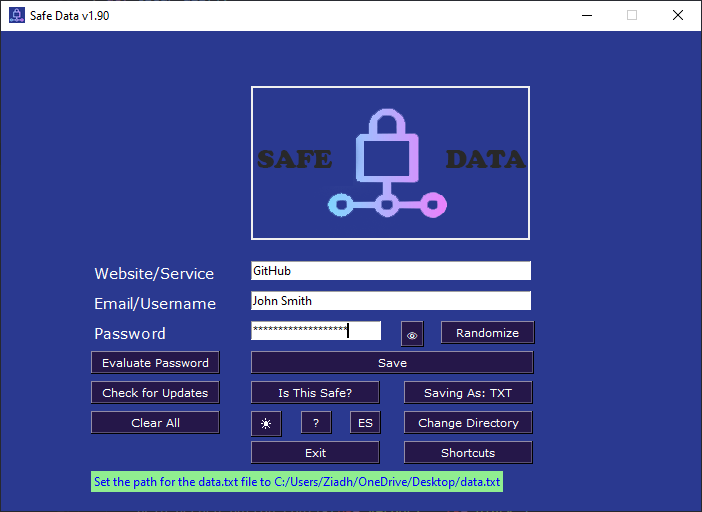 Safe Data v1.90
SAFE DATA
Website/Service GitHub
Email/Username John Smith
Password ******************* Randomize
Evaluate Password Save
Check for Updates Is This Safe? Saving As: TXT
Clear All ? ES Change Directory
Exit Shortcuts
Set the path for the data.txt file to C:/Users/Ziadh/OneDrive/Desktop/data.txt